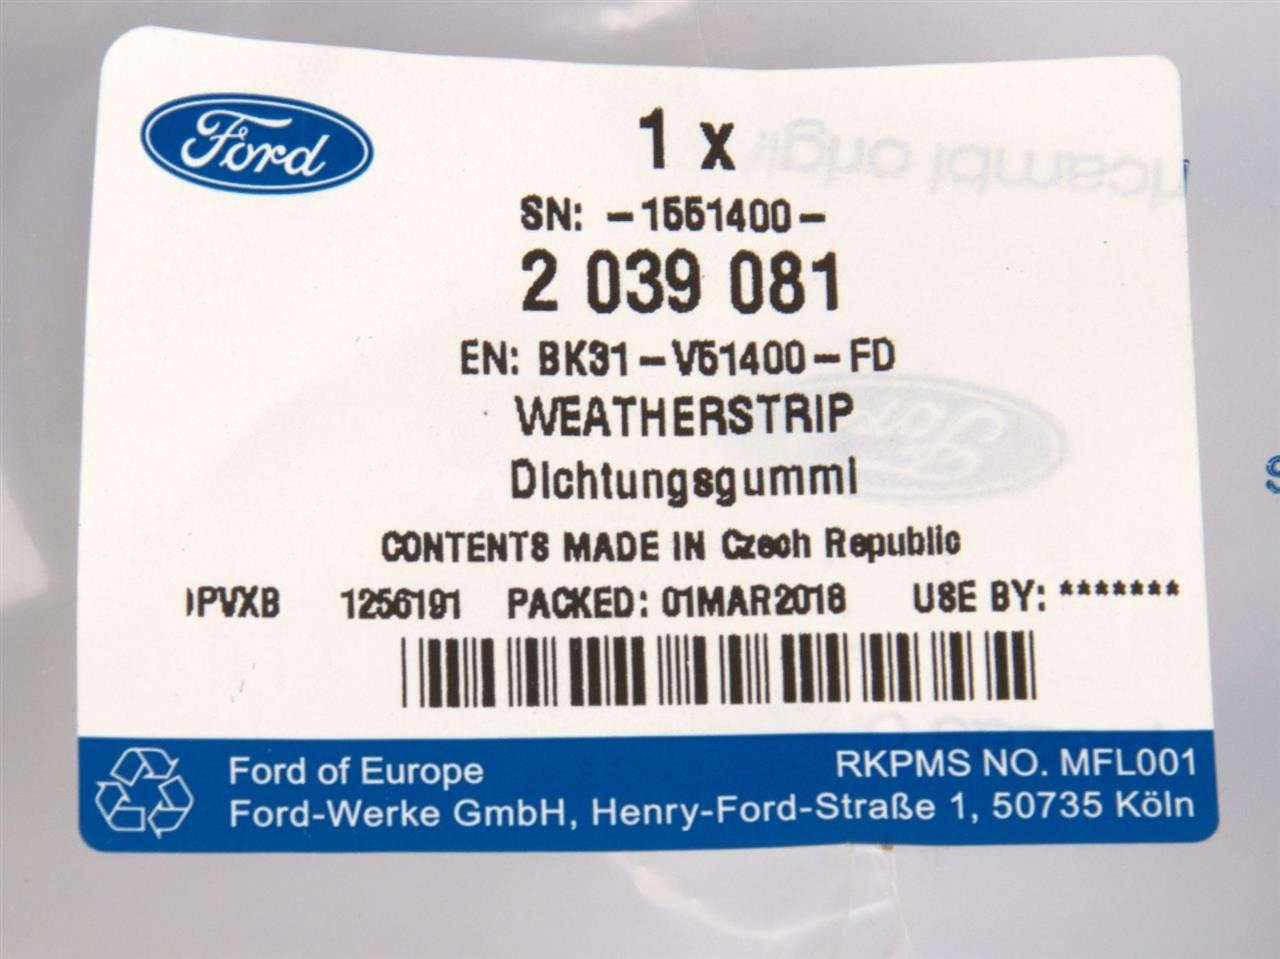 Ford
1 x
SN: -1551400-
2 039 081
EN: BK31-V51400-FD
WEATHERSTRIP
Dichtungsgummi
CONTENTS MADE IN Czech Republic
PVXB 1256191 PACKED: 01MAR2018 USE BY: *******
Ford of Europe
RKPMS NO. MFL001
Ford-Werke GmbH, Henry-Ford-Straße 1, 50735 Köln